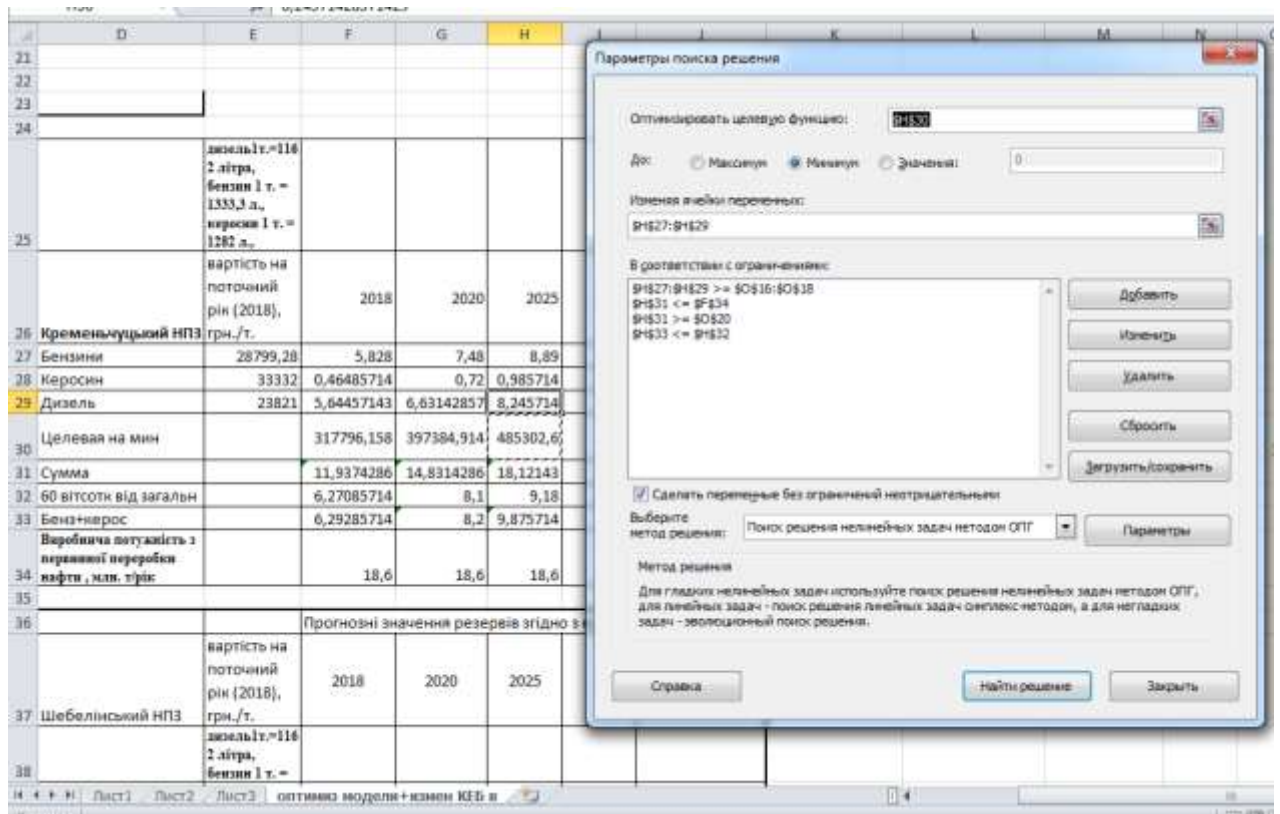 D E F G H
21
22
23
24
дизель1т.=116
2 літра,
бензин 1 т. =
1333,3 л.,
керосин 1 т. =
25 1282 л.,
вартість на
поточний
рік (2018),
26 Кременьчуцький НПЗ грн./т. 2018 2020 2025
27 Бензини 28799,28 5,828 7,48 8,89
28 Керосин 33332 0,46485714 0,72 0,985714
29 Дизель 23821 5,64457143 6,63142857 8,245714
30 Целевая на мин 317796,158 397384,914 485302,6
31 Сумма 11,9374286 14,8314286 18,12143
32 60 вітсотк від загальн 6,27085714 8,1 9,18
33 Бенз+керос 6,29285714 8,2 9,875714
Виробнича потужність з
первинної переробки
34 нафти , млн. т/рік 18,6 18,6 18,6
35
36 Прогнозні значення резервів згідно з
вартість на
поточний
рік (2018),
37 Шебелінський НПЗ грн./т. 2018 2020 2025
дизель1т.=116
2 літра,
38 бензин 1 т. =
Лист1 Лист2 Лист3 оптимиз модели+измен КЕБ
K M N
Параметры поиска решения
Оптимизировать целевую функцию: $H$30
До: Максимум Минимум Значения: 0
Изменяя ячейки переменных:
$H$27:$H$29
В соответствии с ограничениями:
$H$27:$H$29 >= $O$16:$O$18
$H$31 <= $F$34
$H$31 >= $O$20
$H$33 <= $H$32
Добавить
Изменить
Удалить
Сбросить
Загрузить/сохранить
Сделать переменные без ограничений неотрицательными
Выберите
метод решения: Поиск решения нелинейных задач методом ОПГ Параметры
Метод решения
Для гладких нелинейных задач используйте поиск решения нелинейных задач методом ОПГ,
для линейных задач - поиск решения линейных задач симплекс-методом, а для негладких
задач - эволюционный поиск решения.
Справка Найти решение Закрыть